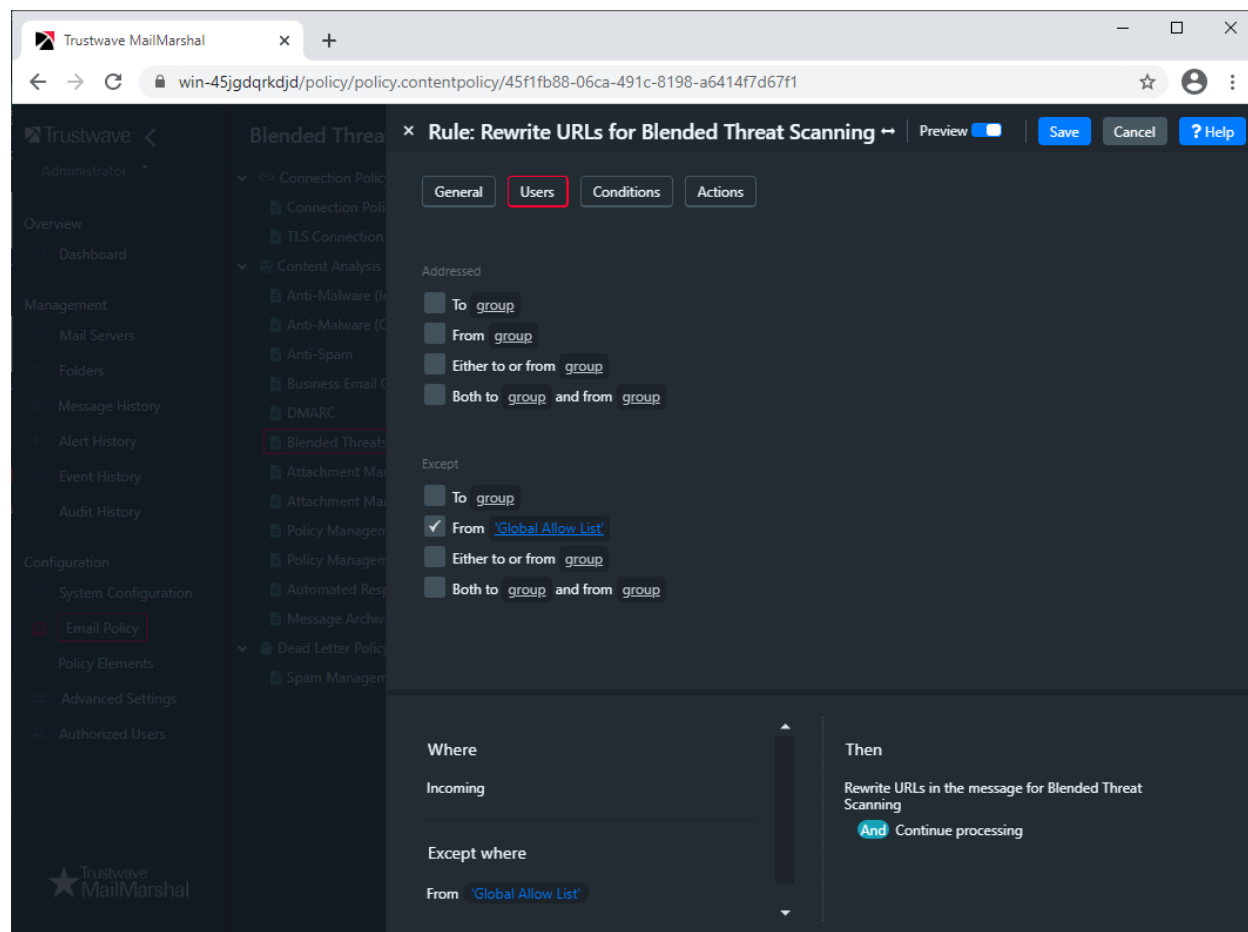 Trustwave MailMarshal
win-45jgdqrkdjd/policy/policy.contentpolicy/45f1fb88-06ca-491c-8198-a6414f7d67f1
Trustwave
Administrator
Overview
Dashboard
Management
Mail Servers
Folders
Message History
Alert History
Event History
Audit History
Configuration
System Configuration
Email Policy
Policy Elements
Advanced Settings
Authorized Users
Trustwave
MailMarshal
Blended Threa
Connection Polic
Connection Poli
TLS Connection
Content Analysis
Anti-Malware (I
Anti-Malware (
Anti-Spam
Business Email C
DMARC
Blended Threats
Attachment Ma
Attachment Ma
Policy Managem
Policy Managem
Automated Resp
Message Archiv
Dead Letter Policy
Spam Managem
Rule: Rewrite URLs for Blended Threat Scanning
Preview
Save
Cancel
? Help
General
Users
Conditions
Actions
Addressed
To group
From group
Either to or from group
Both to group and from group
Except
To group
From 'Global Allow List'
Either to or from group
Both to group and from group
Where
Incoming
Except where
From 'Global Allow List'
Then
Rewrite URLs in the message for Blended Threat
Scanning
And Continue processing